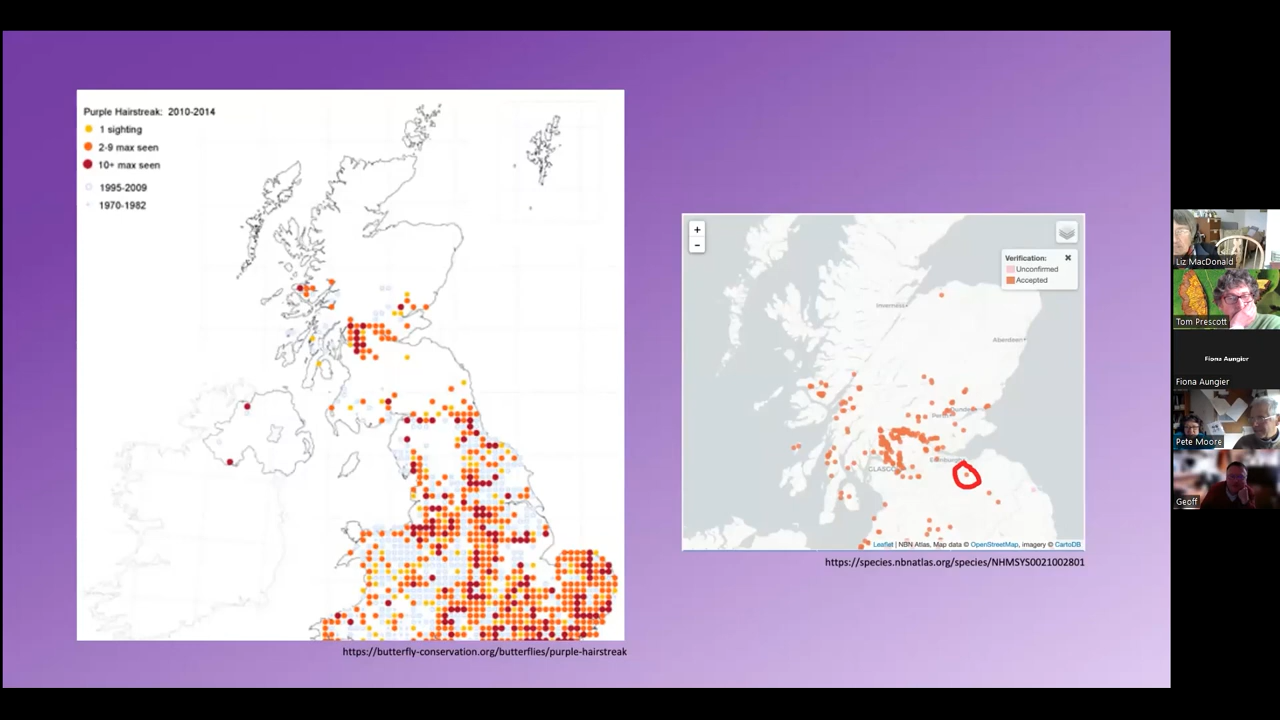 Purple Hairstreak: 2010-2014
1 sighting
2-9 max seen
10+ max seen
1995-2009
1970-1982
https://butterfly-conservation.org/butterflies/purple-hairstreak
+
−
Verification: ✖
Unconfirmed
Accepted
Inverness
Aberdeen
Dundee
Perth
Edinburgh
GLASGOW
Leaflet | NBN Atlas, Map data © OpenStreetMap, imagery © CartoDB
https://species.nbnatlas.org/species/NHMSYS0021002801
Liz MacDonald
Tom Prescott
Fiona Aungier
Fiona Aungier
Pete Moore
Geoff